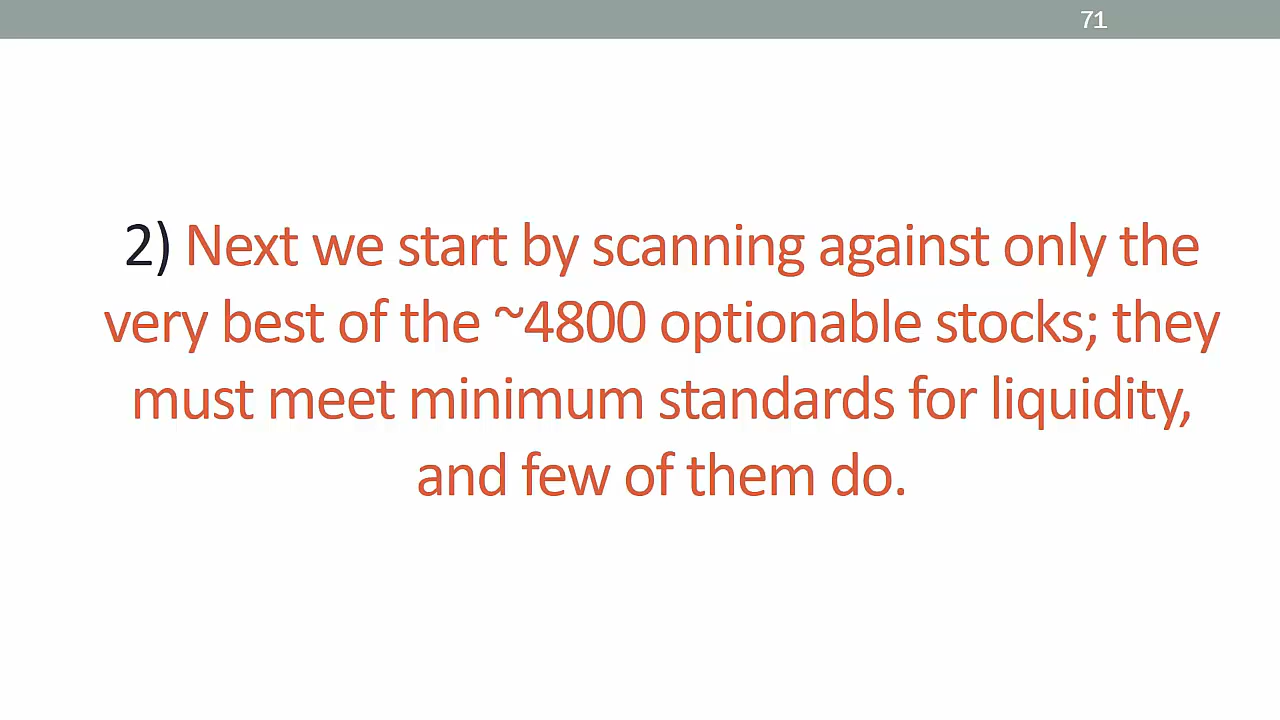 71
2) Next we start by scanning against only the
very best of the ~4800 optionable stocks; they
must meet minimum standards for liquidity,
and few of them do.